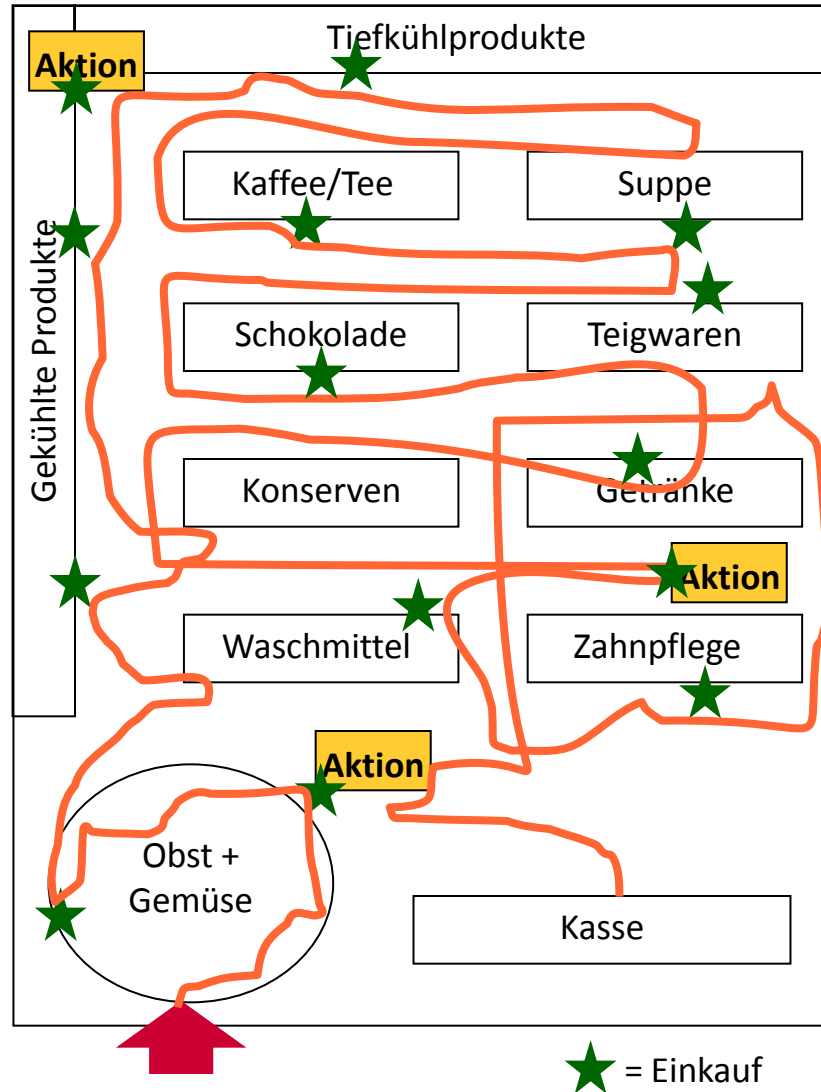 Tiefkühlprodukte
Aktion
Kaffee/Tee
Suppe
Gekühlte Produkte
Schokolade
Teigwaren
Konserven
Getränke
Aktion
Waschmittel
Zahnpflege
Aktion
Obst +
Gemüse
Kasse
= Einkauf